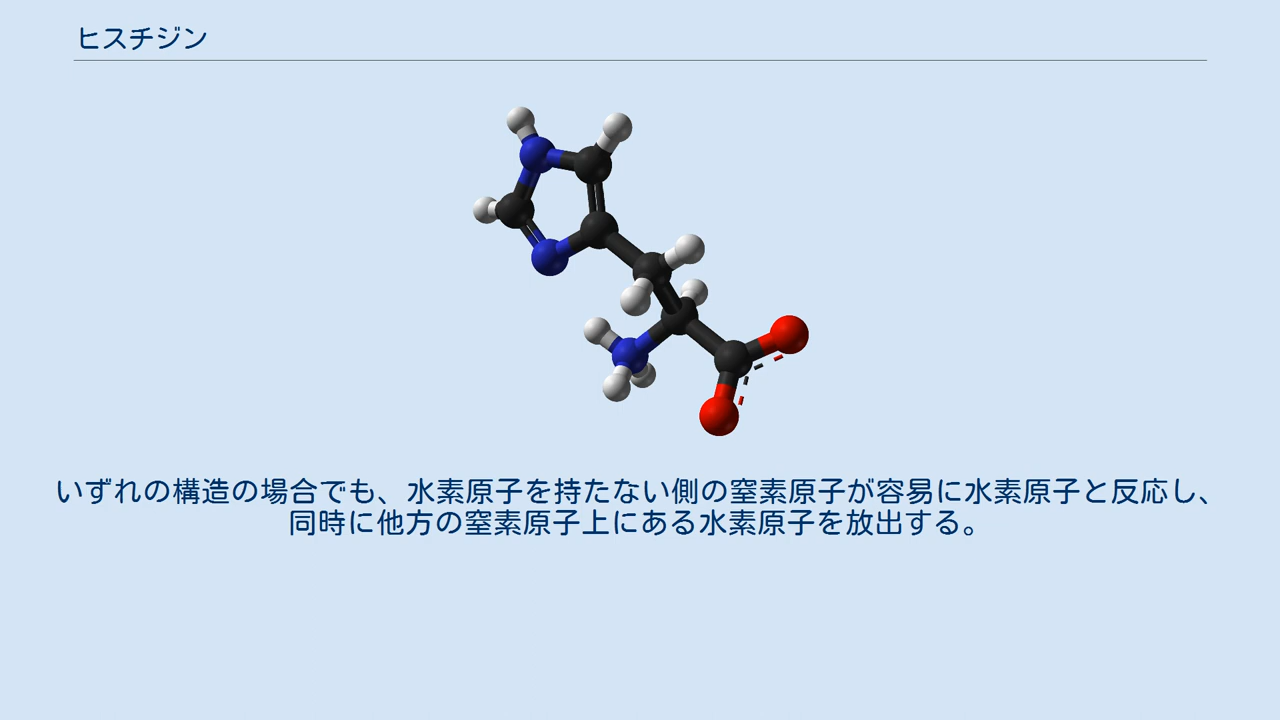 ヒスチジン
いずれの構造の場合でも、水素原子を持たない側の窒素原子が容易に水素原子と反応し、
同時に他方の窒素原子上にある水素原子を放出する。